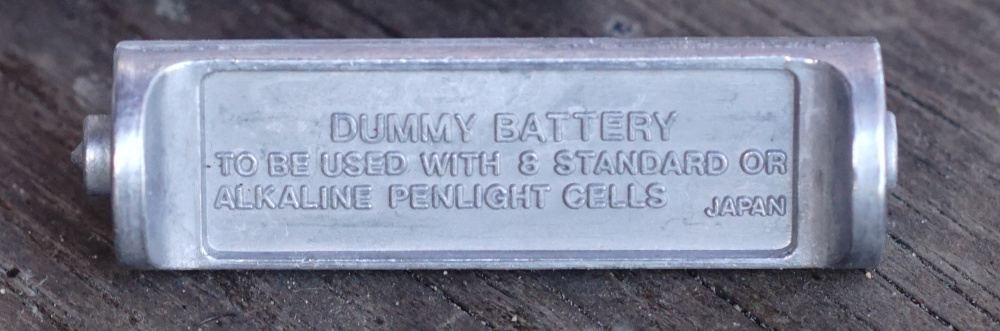 DUMMY BATTERY
TO BE USED WITH 8 STANDARD OR
ALKALINE PENLIGHT CELLS
JAPAN